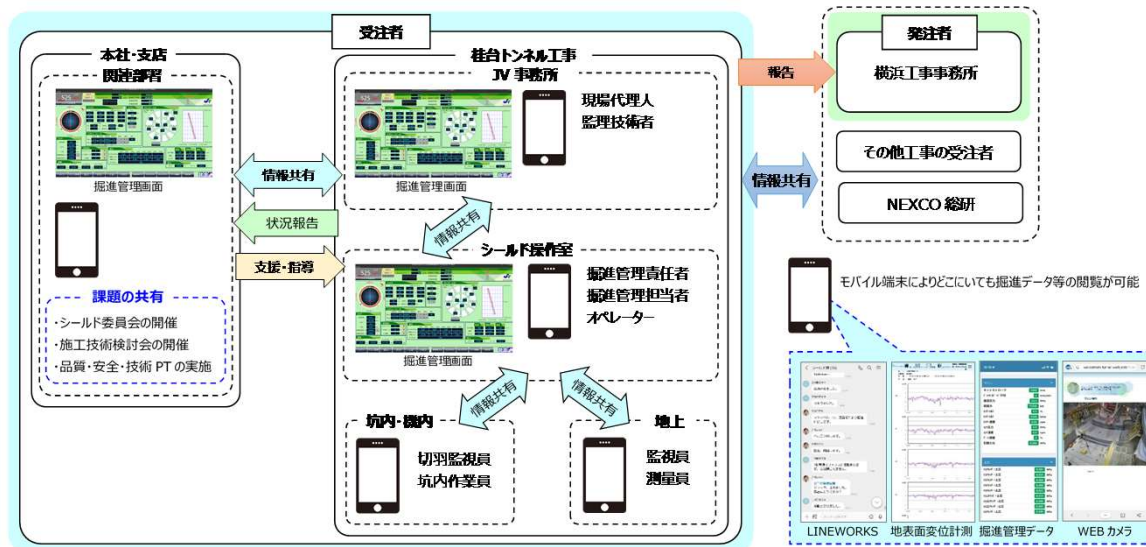 受注者
本社・支店
関連部署
掘進管理画面
課題の共有
・シールド委員会の開催
・施工技術検討会の開催
・品質・安全・技術 PT の実施
情報共有
状況報告
支援・指導
桂台トンネル工事
JV 事務所
掘進管理画面
現場代理人
監理技術者
情報共有
シールド操作室
掘進管理画面
掘進管理責任者
掘進管理担当者
オペレーター
情報共有
情報共有
坑内・機内
切羽監視員
坑内作業員
地上
監視員
測量員
報告
情報共有
発注者
横浜工事事務所
その他工事の受注者
NEXCO 総研
モバイル端末によりどこにいても掘進データ等の閲覧が可能
LINEWORKS
地表面変位計測
掘進管理データ
WEB カメラ